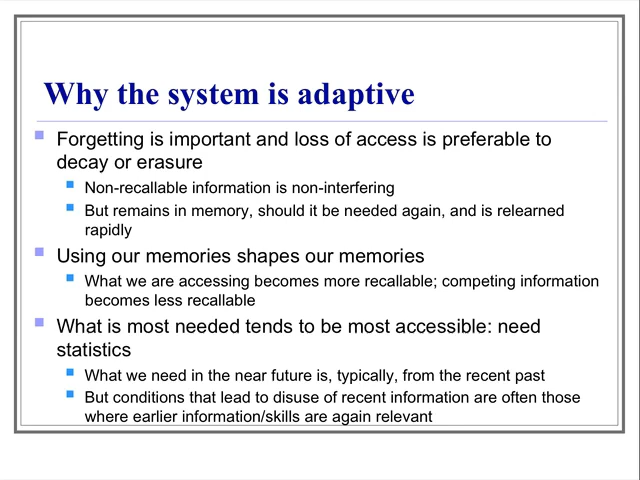 Why the system is adaptive
Forgetting is important and loss of access is preferable to
decay or erasure
Non-recallable information is non-interfering
But remains in memory, should it be needed again, and is relearned
rapidly
Using our memories shapes our memories
What we are accessing becomes more recallable; competing information
becomes less recallable
What is most needed tends to be most accessible: need
statistics
What we need in the near future is, typically, from the recent past
But conditions that lead to disuse of recent information are often those
where earlier information/skills are again relevant